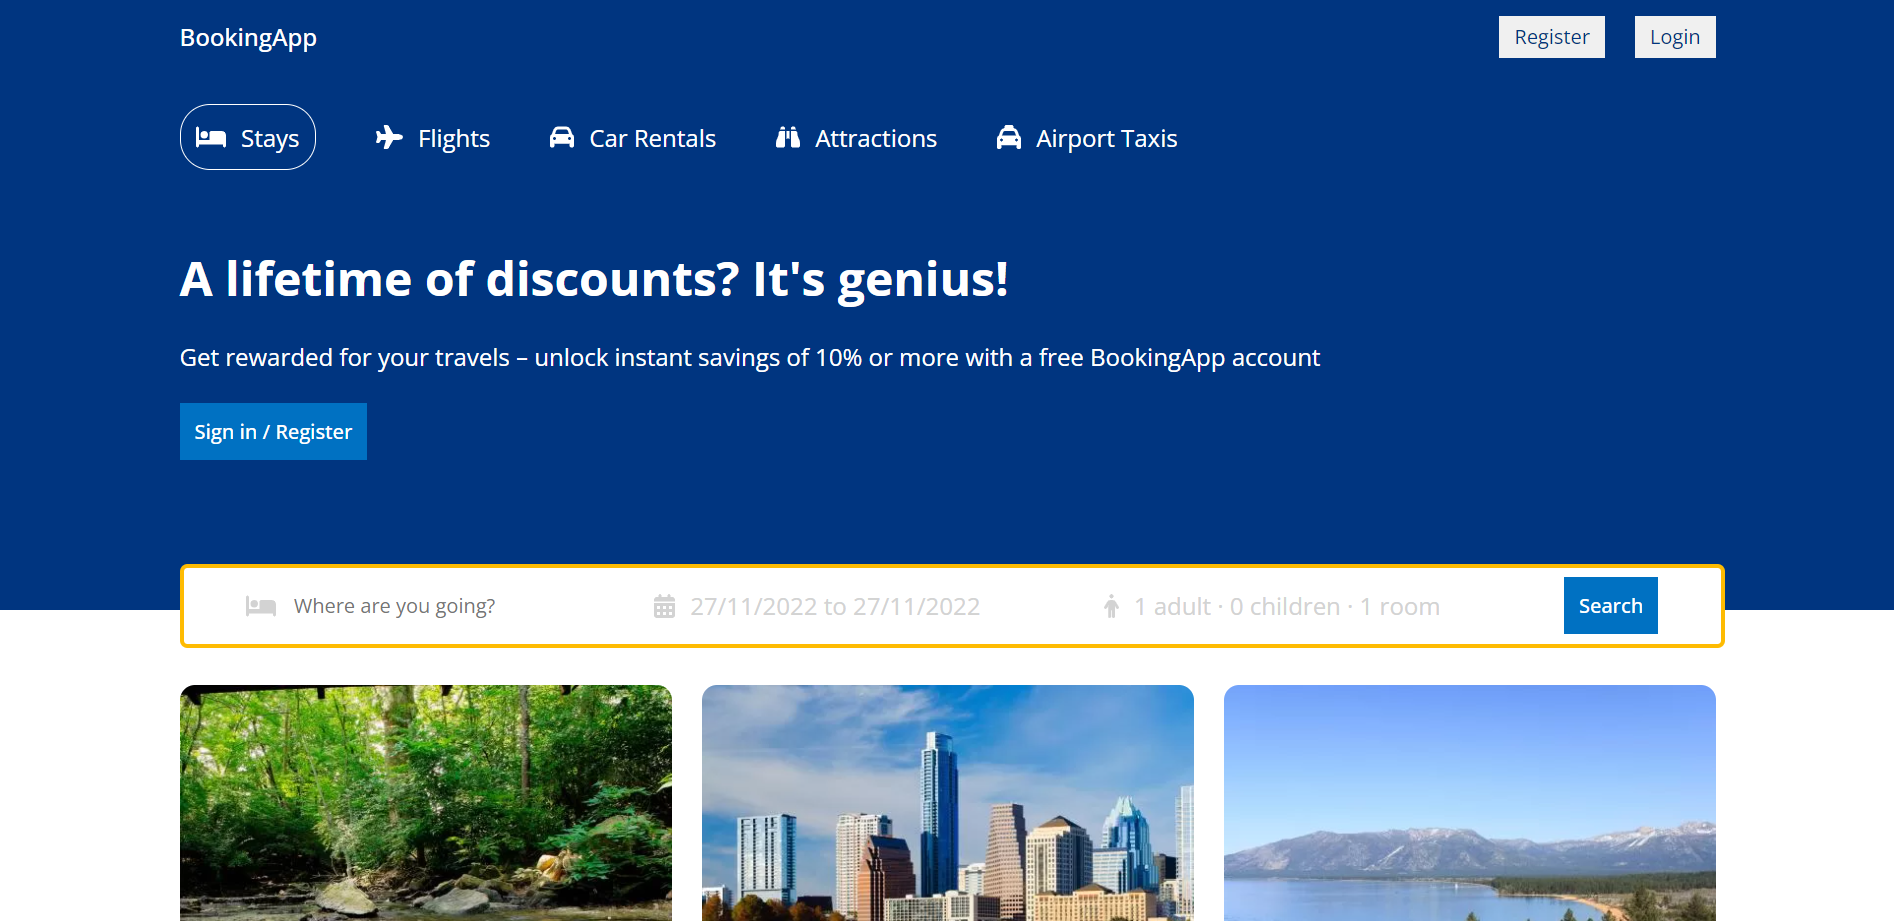 BookingApp
Register
Login
Stays
Flights
Car Rentals
Attractions
Airport Taxis
A lifetime of discounts? It's genius!
Get rewarded for your travels – unlock instant savings of 10% or more with a free BookingApp account
Sign in / Register
Where are you going?
27/11/2022 to 27/11/2022
1 adult · 0 children · 1 room
Search